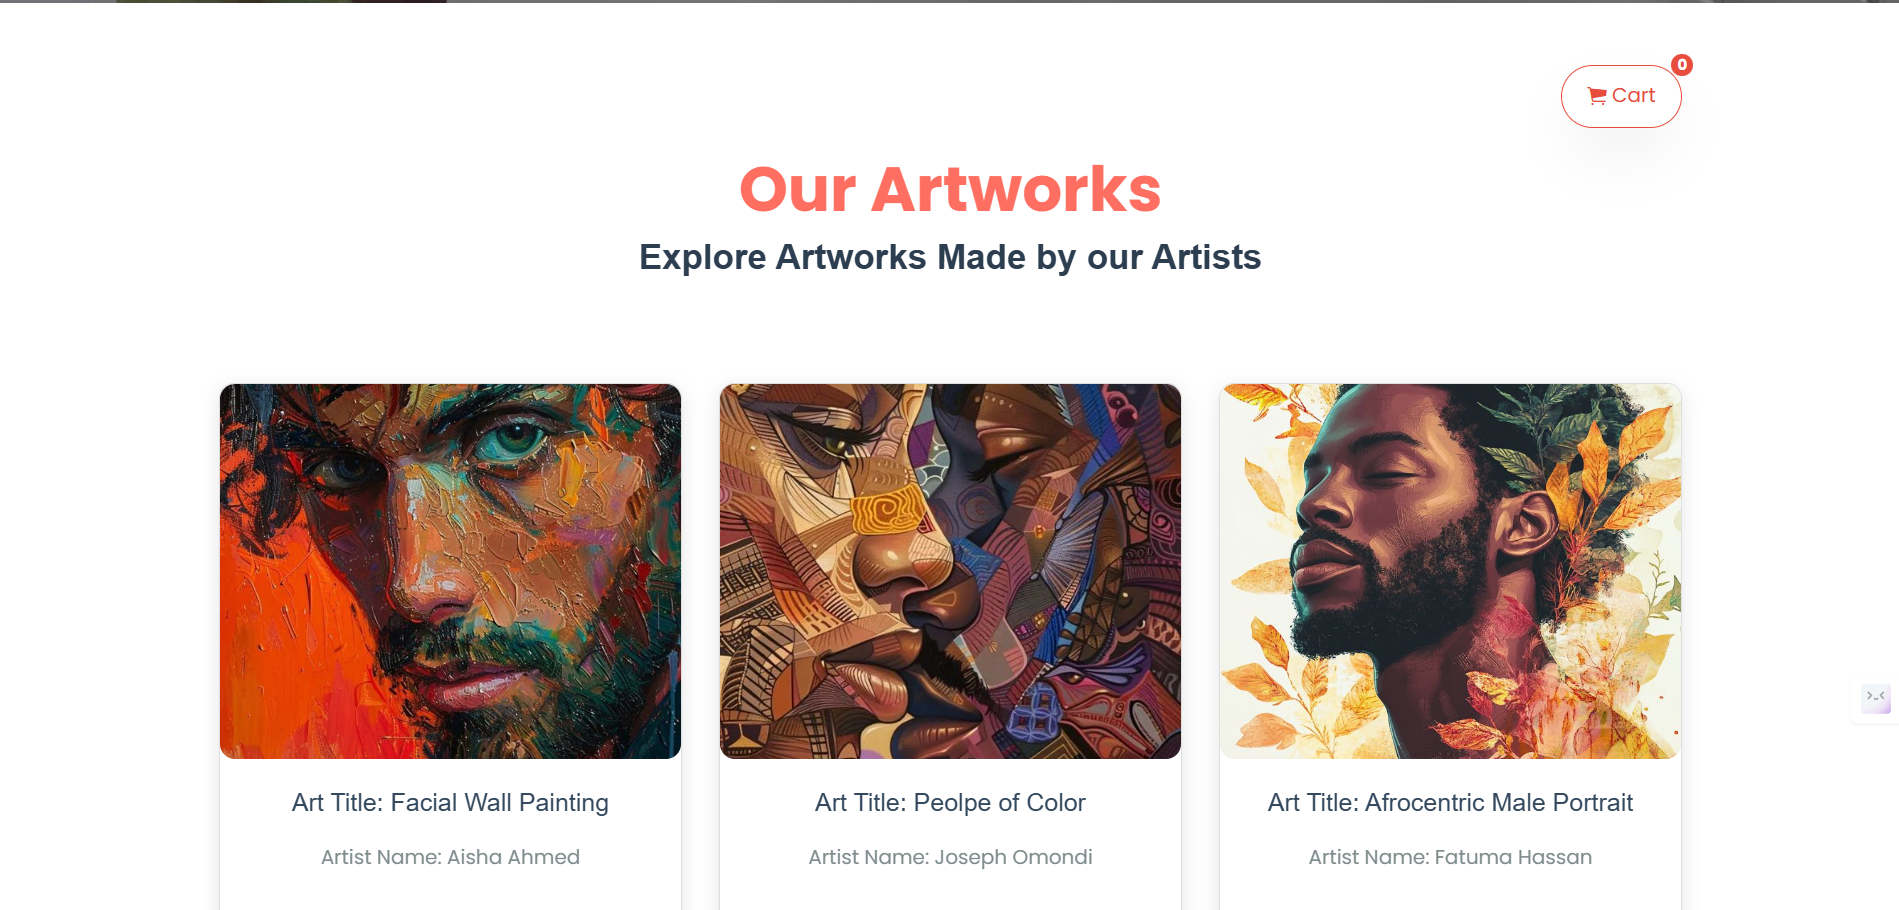 0
Cart
Our Artworks
Explore Artworks Made by our Artists
Art Title: Facial Wall Painting
Artist Name: Aisha Ahmed
Art Title: Peolpe of Color
Artist Name: Joseph Omondi
Art Title: Afrocentric Male Portrait
Artist Name: Fatuma Hassan